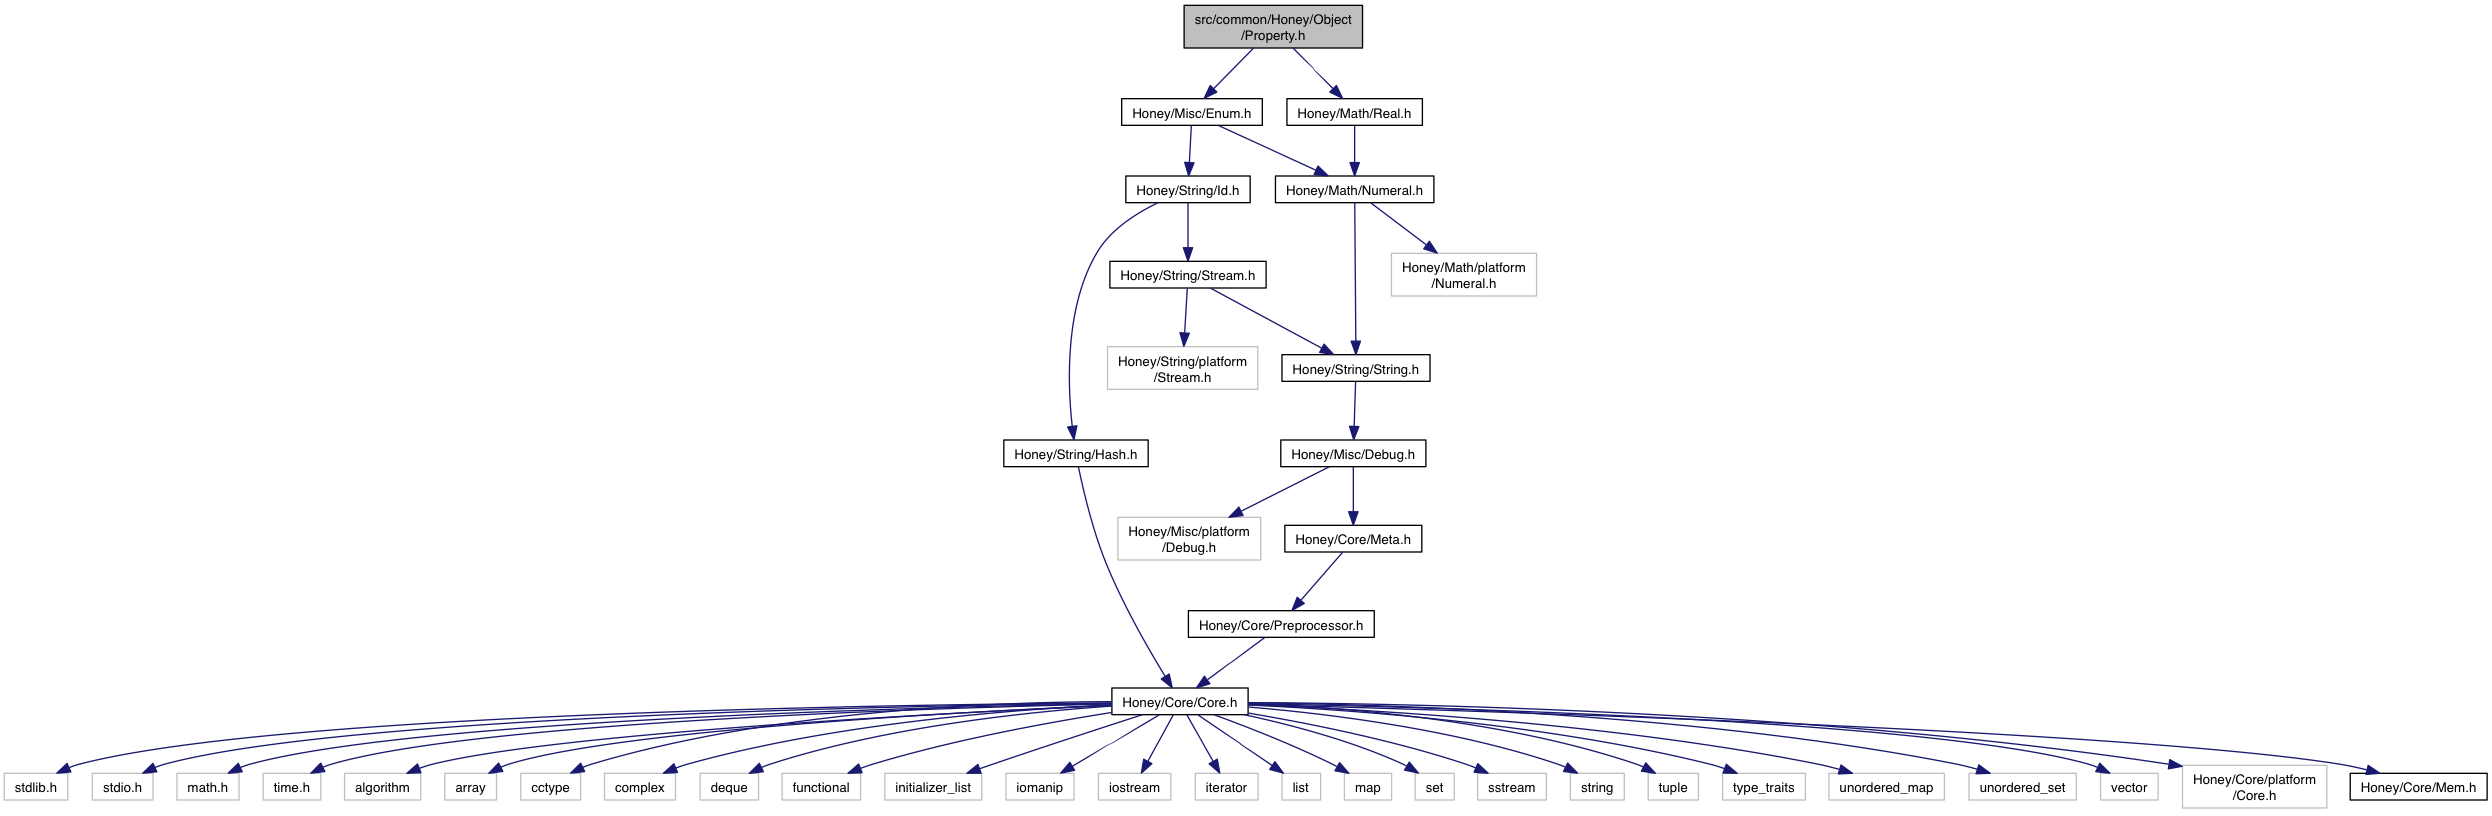 src/common/Honey/Object
/Property.h
Honey/Misc/Enum.h
Honey/Math/Real.h
Honey/String/Id.h
Honey/Math/Numeral.h
Honey/String/Stream.h
Honey/Math/platform
/Numeral.h
Honey/String/platform
/Stream.h
Honey/String/String.h
Honey/String/Hash.h
Honey/Misc/Debug.h
Honey/Misc/platform
/Debug.h
Honey/Core/Meta.h
Honey/Core/Preprocessor.h
Honey/Core/Core.h
stdlib.h
stdio.h
math.h
time.h
algorithm
array
cctype
complex
deque
functional
initializer_list
iomanip
iostream
iterator
list
map
set
sstream
string
tuple
type_traits
unordered_map
unordered_set
vector
Honey/Core/platform
/Core.h
Honey/Core/Mem.h